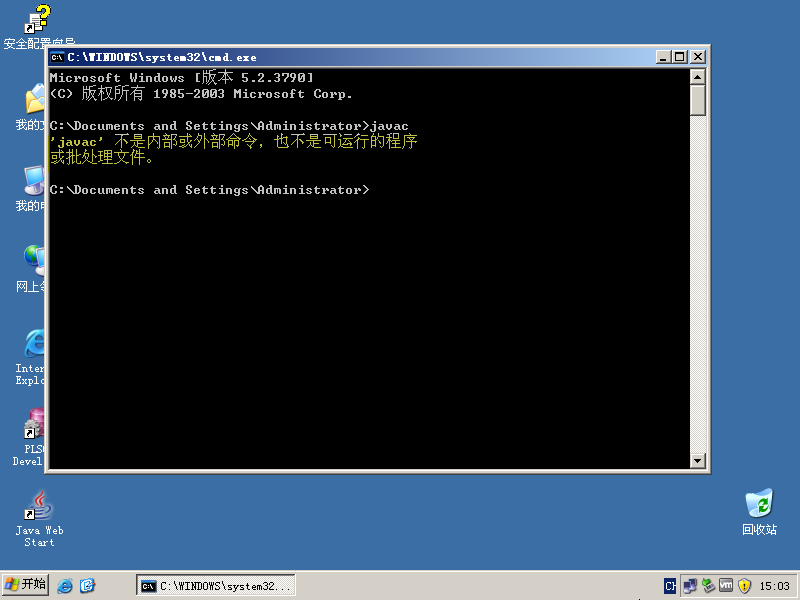 安全配置向导
C:\WINDOWS\system32\cmd.exe
Microsoft Windows [版本 5.2.3790]
(C) 版权所有 1985-2003 Microsoft Corp.
C:\Documents and Settings\Administrator>javac
'javac' 不是内部或外部命令，也不是可运行的程序
或批处理文件。
C:\Documents and Settings\Administrator>
我的
我的
网上
Inter
Explo
PLS
Devel
Java Web
Start
回收站
开始
C:\WINDOWS\system32...
CH
15:03